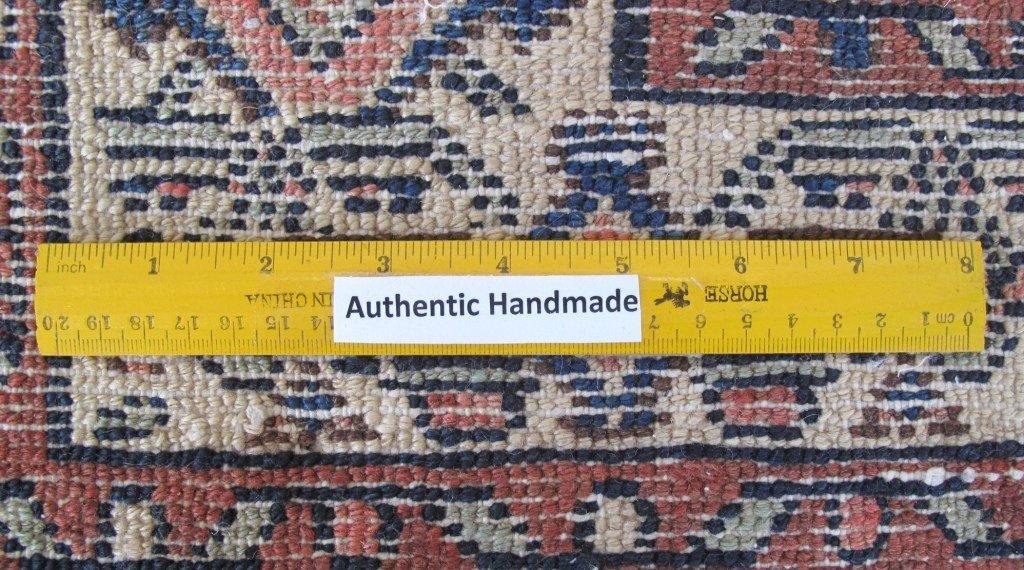 inch 1 2 3 4 5 6 7 8
IN CHINA
HORSE
Authentic Handmade
20 19 18 17 16 15 14 7 6 5 4 3 2 1 cm 0